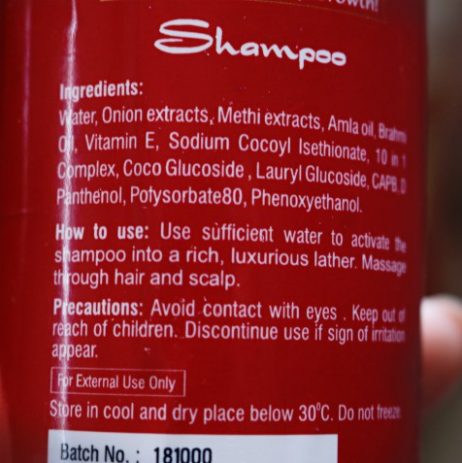 Growth!
Shampoo
Ingredients:
Water, Onion extracts, Methi extracts, Amla oil, Brahmi
Oil, Vitamin E, Sodium Cocoyl Isethionate, 10 in 1
Complex, Coco Glucoside , Lauryl Glucoside, CAPB, D
Panthenol, Polysorbate80, Phenoxyethanol.
How to use: Use sufficient water to activate the
shampoo into a rich, luxurious lather. Massage
through hair and scalp.
Precautions: Avoid contact with eyes . Keep out of
reach of children. Discontinue use if sign of irritation
appear.
For External Use Only
Store in cool and dry place below 30°C. Do not freeze
Batch No. : 181000